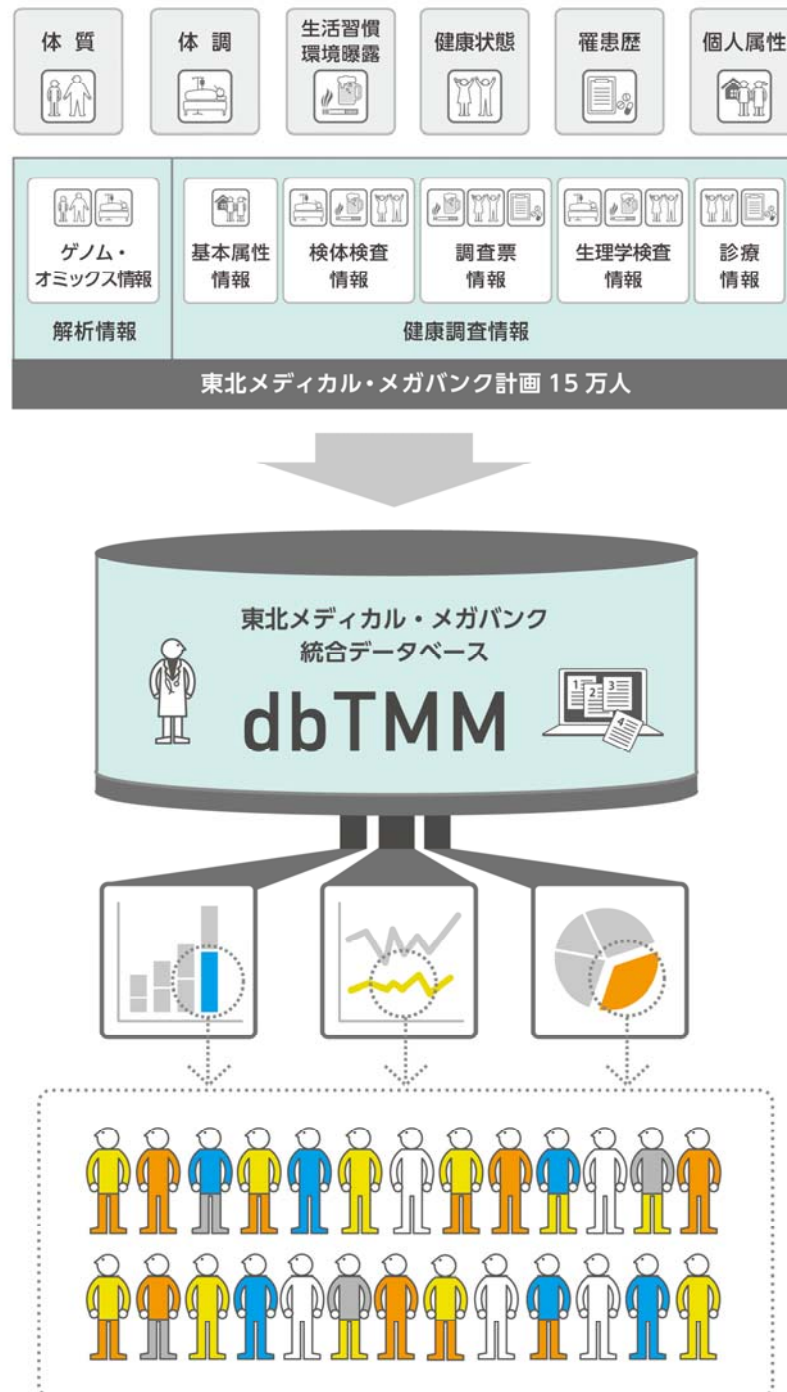 体 質
体 調
生活習慣
環境曝露
健康状態
罹患歴
個人属性
ゲノム・
オミックス情報
基本属性
情報
検体検査
情報
調査票
情報
生理学検査
情報
診療
情報
解析情報
健康調査情報
東北メディカル・メガバンク計画 15 万人
東北メディカル・メガバンク
統合データベース
dbTMM
1
2
3
4